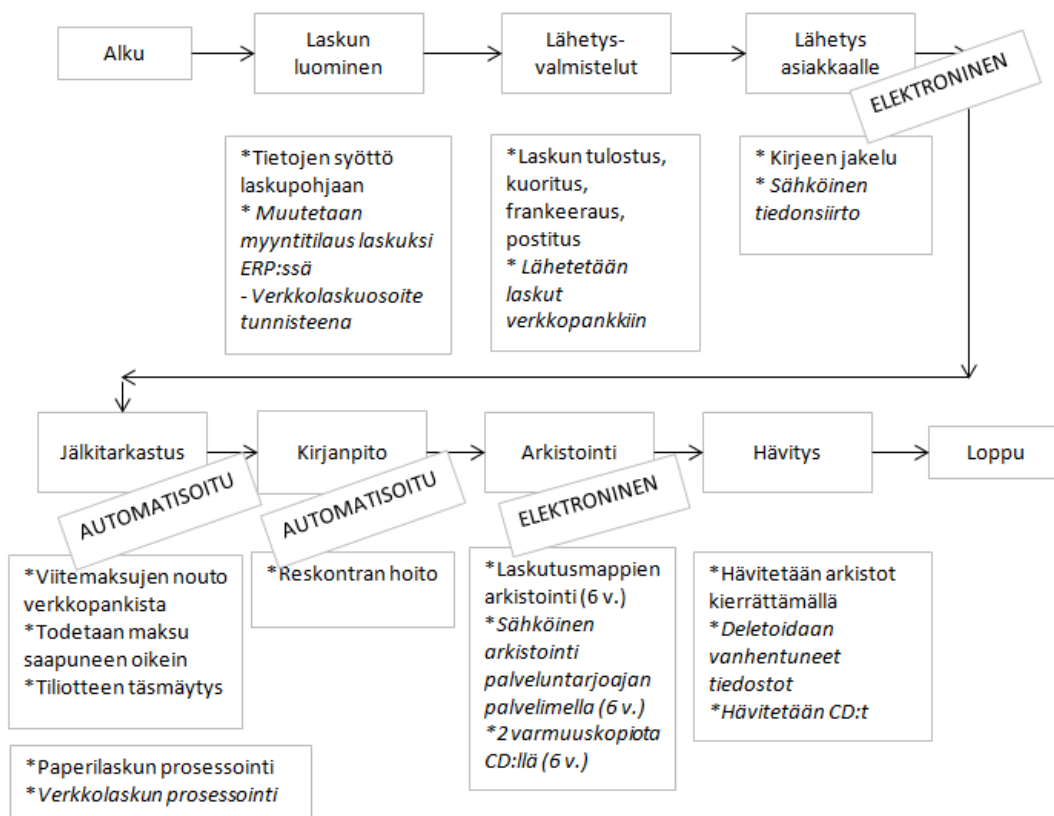 Alku
Laskun
luominen
Lähetys-
valmistelut
Lähetys
asiakkaalle
ELEKTRONINEN
*Tietojen syöttö
laskupohjaan
* Muutetaan
myyntitilaus laskuksi
ERP:ssä
- Verkkolaskuosoite
tunnisteena
*Laskun tulostus,
kuoritus,
frankeeraus,
postitus
* Lähetetään
laskut
verkkopankkiin
* Kirjeen jakelu
* Sähköinen
tiedonsiirto
Jälkitarkastus
AUTOMATISOITU
Kirjanpito
AUTOMATISOITU
Arkistointi
ELEKTRONINEN
Hävitys
Loppu
*Viitemaksujen nouto
verkkopankista
*Todetaan maksu
saapuneen oikein
*Tiliotteen täsmäytys
*Reskontran hoito
*Laskutusmappien
arkistointi (6 v.)
*Sähköinen
arkistointi
palveluntarjoajan
palvelimella (6 v.)
*2 varmuuskopiota
CD:llä (6 v.)
*Hävitetään arkistot
kierrättämällä
*Deletoidaan
vanhentuneet
tiedostot
*Hävitetään CD:t
*Paperilaskun prosessointi
*Verkkolaskun prosessointi